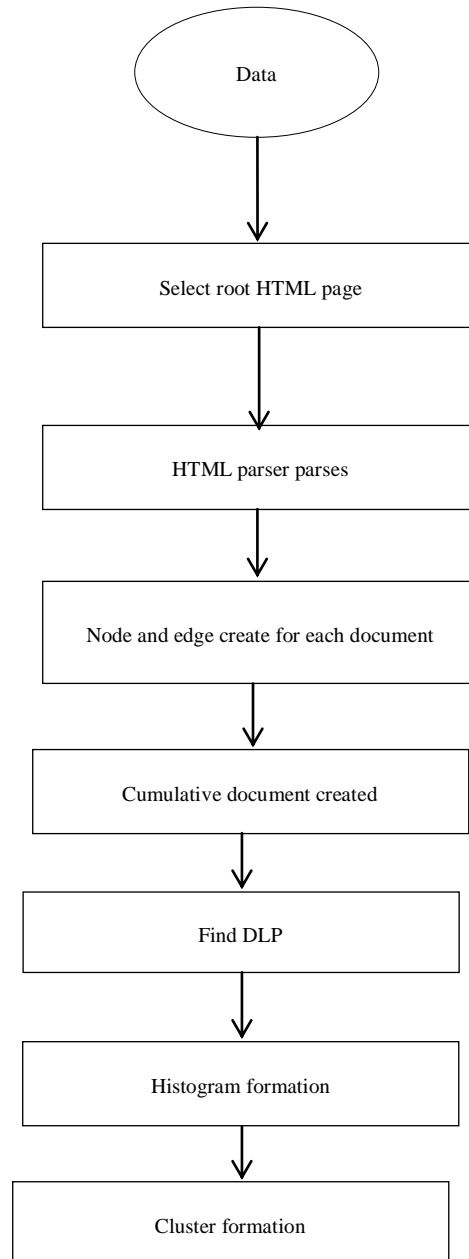 Data
Select root HTML page
HTML parser parses
Node and edge create for each document
Cumulative document created
Find DLP
Histogram formation
Cluster formation